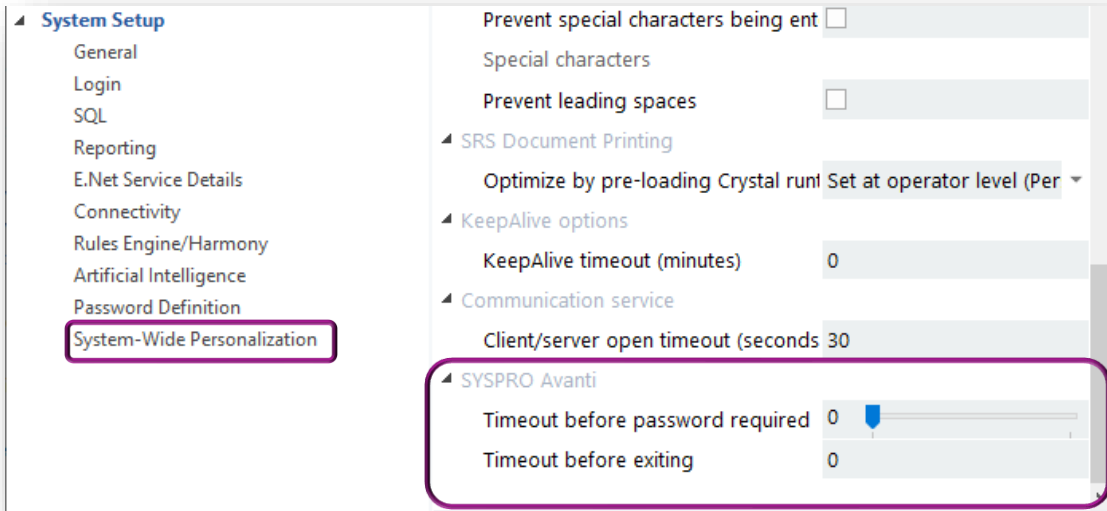 System Setup
General
Login
SQL
Reporting
E.Net Service Details
Connectivity
Rules Engine/Harmony
Artificial Intelligence
Password Definition
System-Wide Personalization
Prevent special characters being ent
Special characters
Prevent leading spaces
SRS Document Printing
Optimize by pre-loading Crystal runt Set at operator level (Per
KeepAlive options
KeepAlive timeout (minutes) 0
Communication service
Client/server open timeout (seconds 30
SYSPRO Avanti
Timeout before password required 0
Timeout before exiting 0